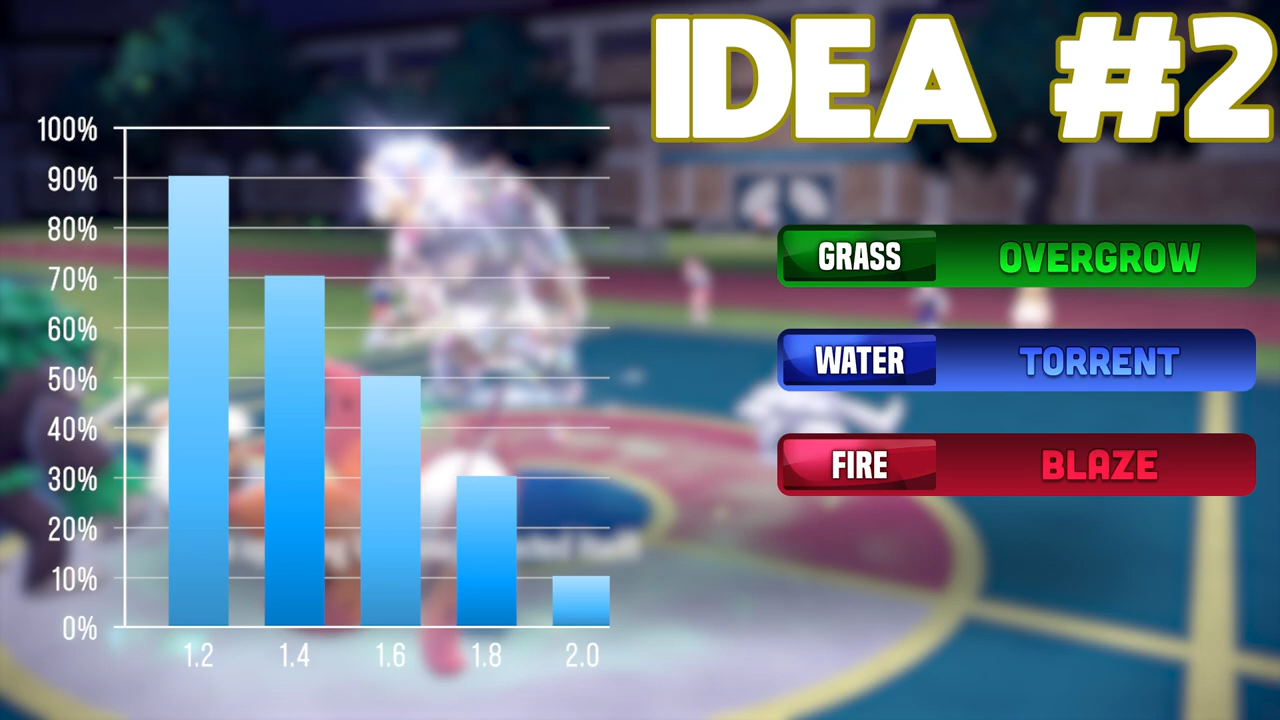 IDEA #2
100%
90%
80%
70%
60%
50%
40%
30%
20%
10%
0%
1.2 1.4 1.6 1.8 2.0
GRASS OVERGROW
WATER TORRENT
FIRE BLAZE